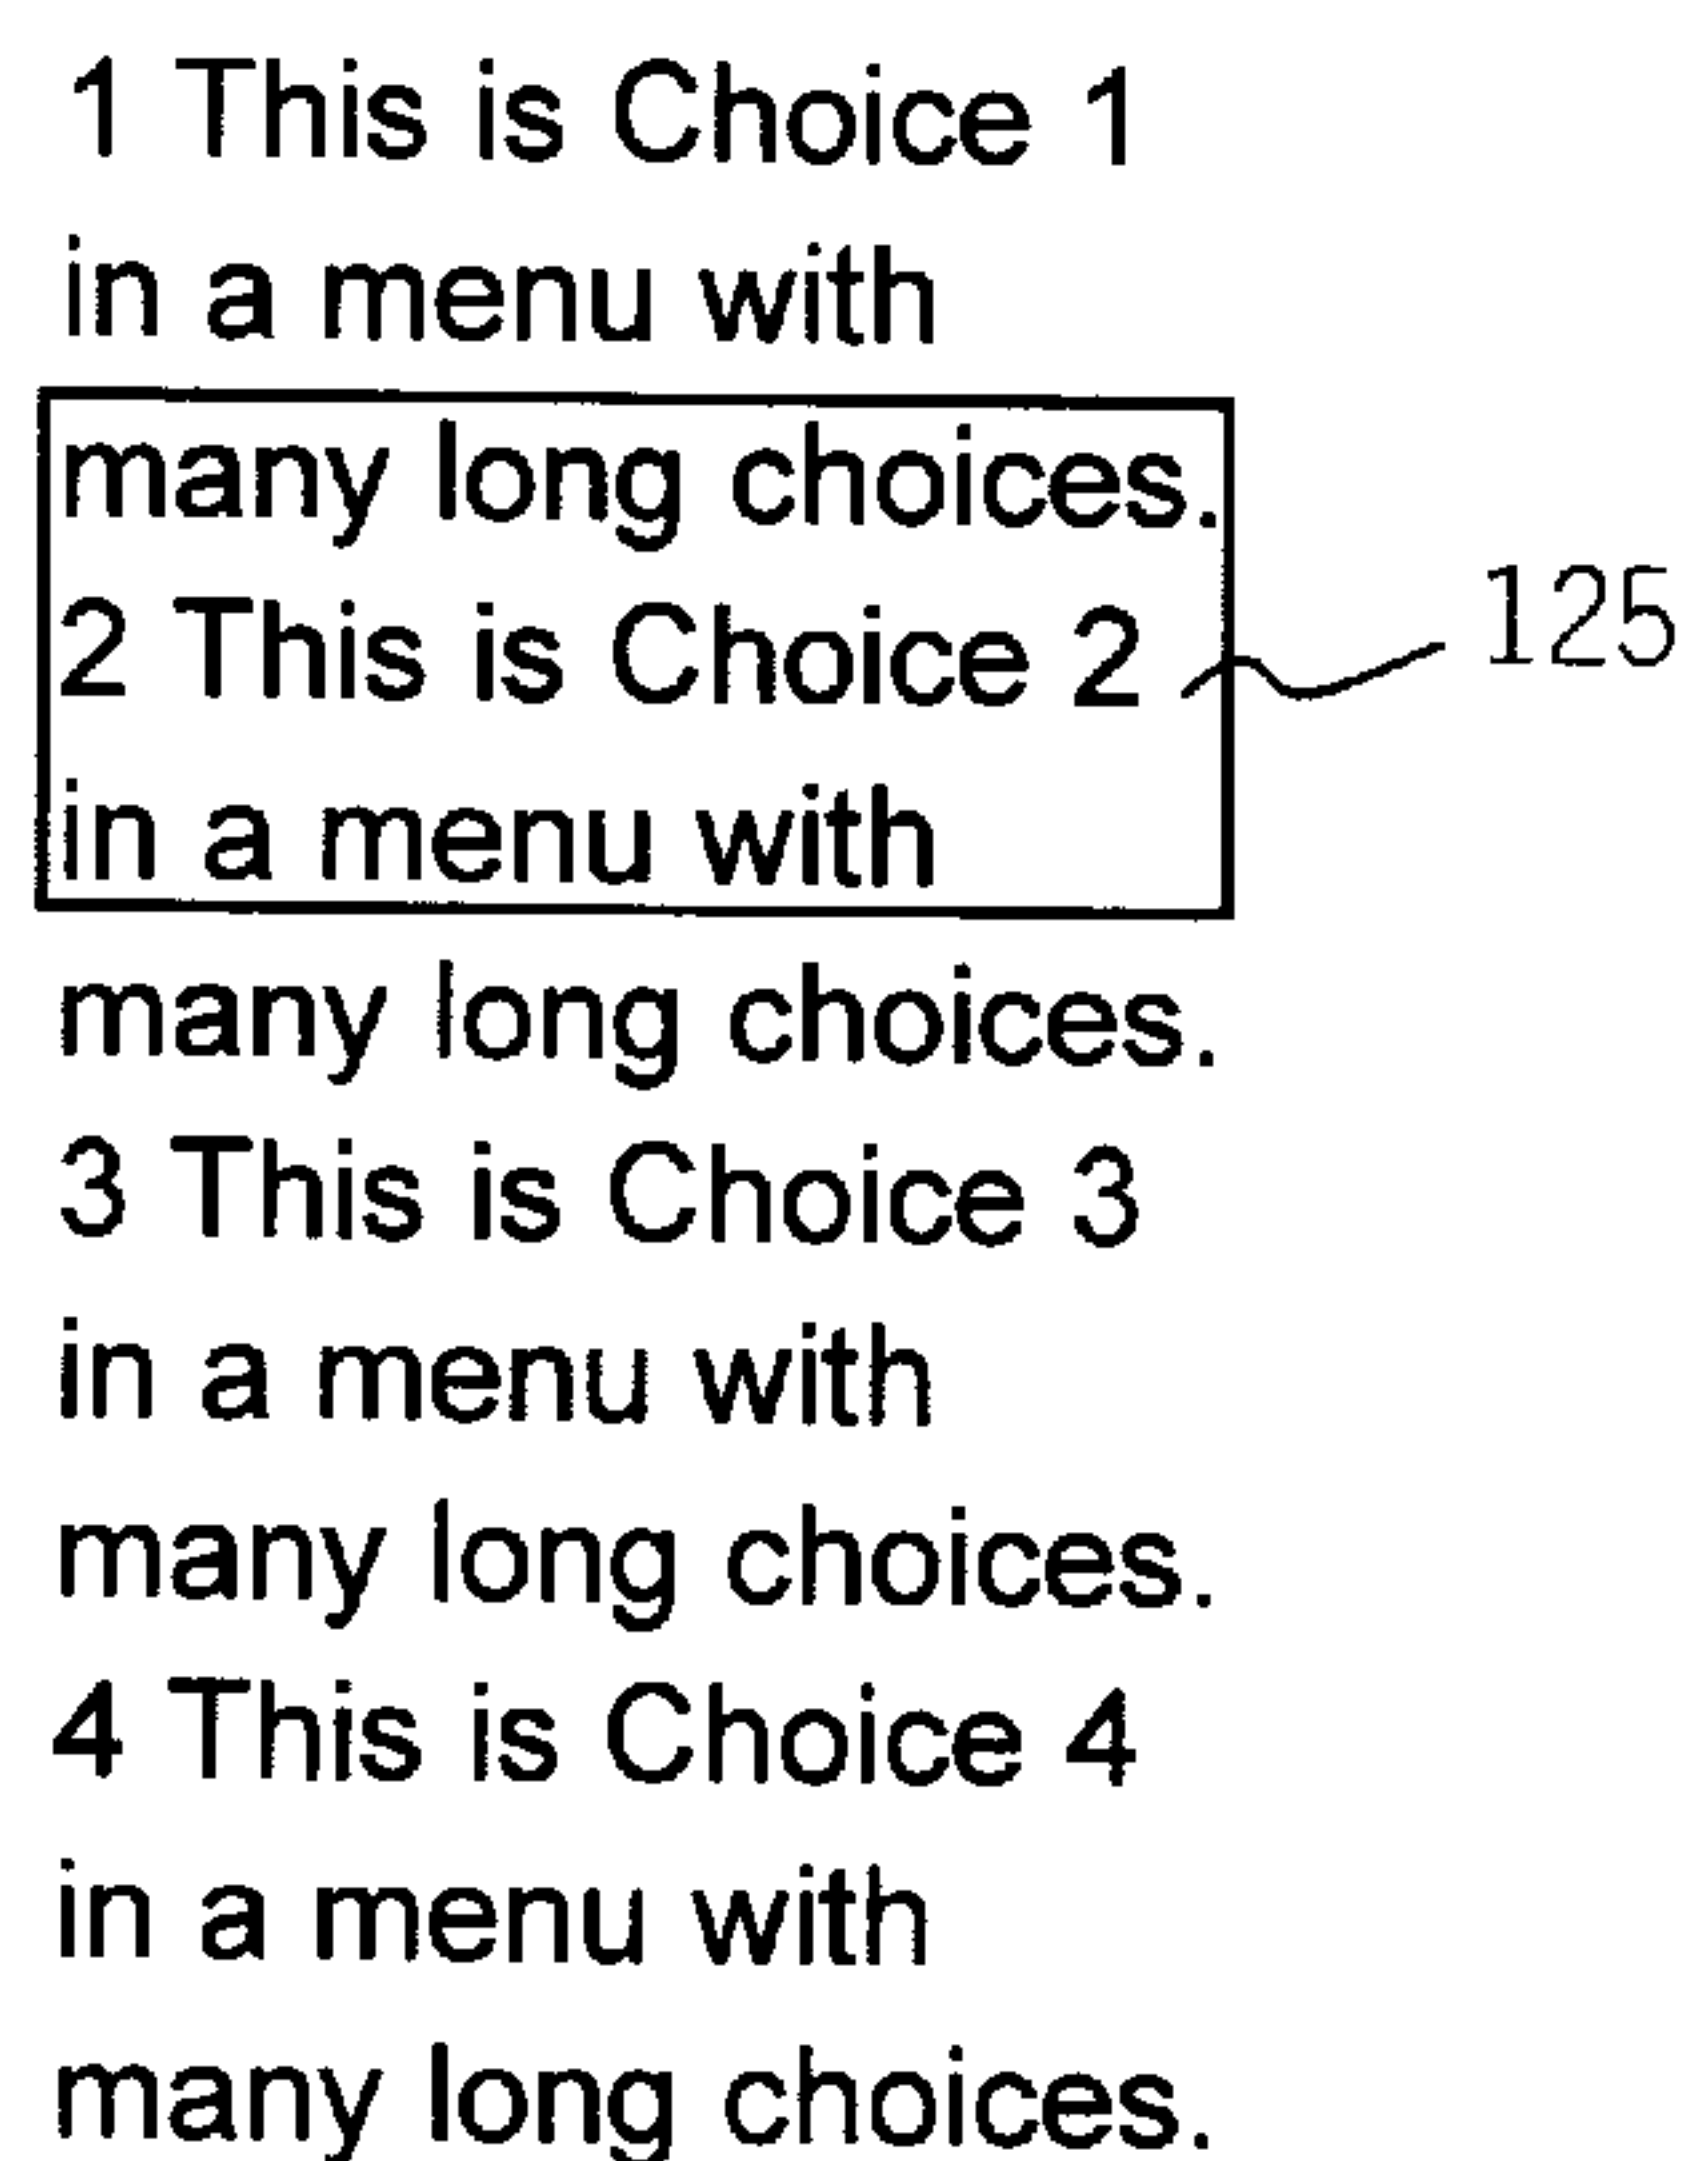 1 This is Choice 1
in a menu with
many long choices.
2 This is Choice 2
125
in a menu with
many long choices.
3 This is Choice 3
in a menu with
many long choices.
4 This is Choice 4
in a menu with
many long choices.